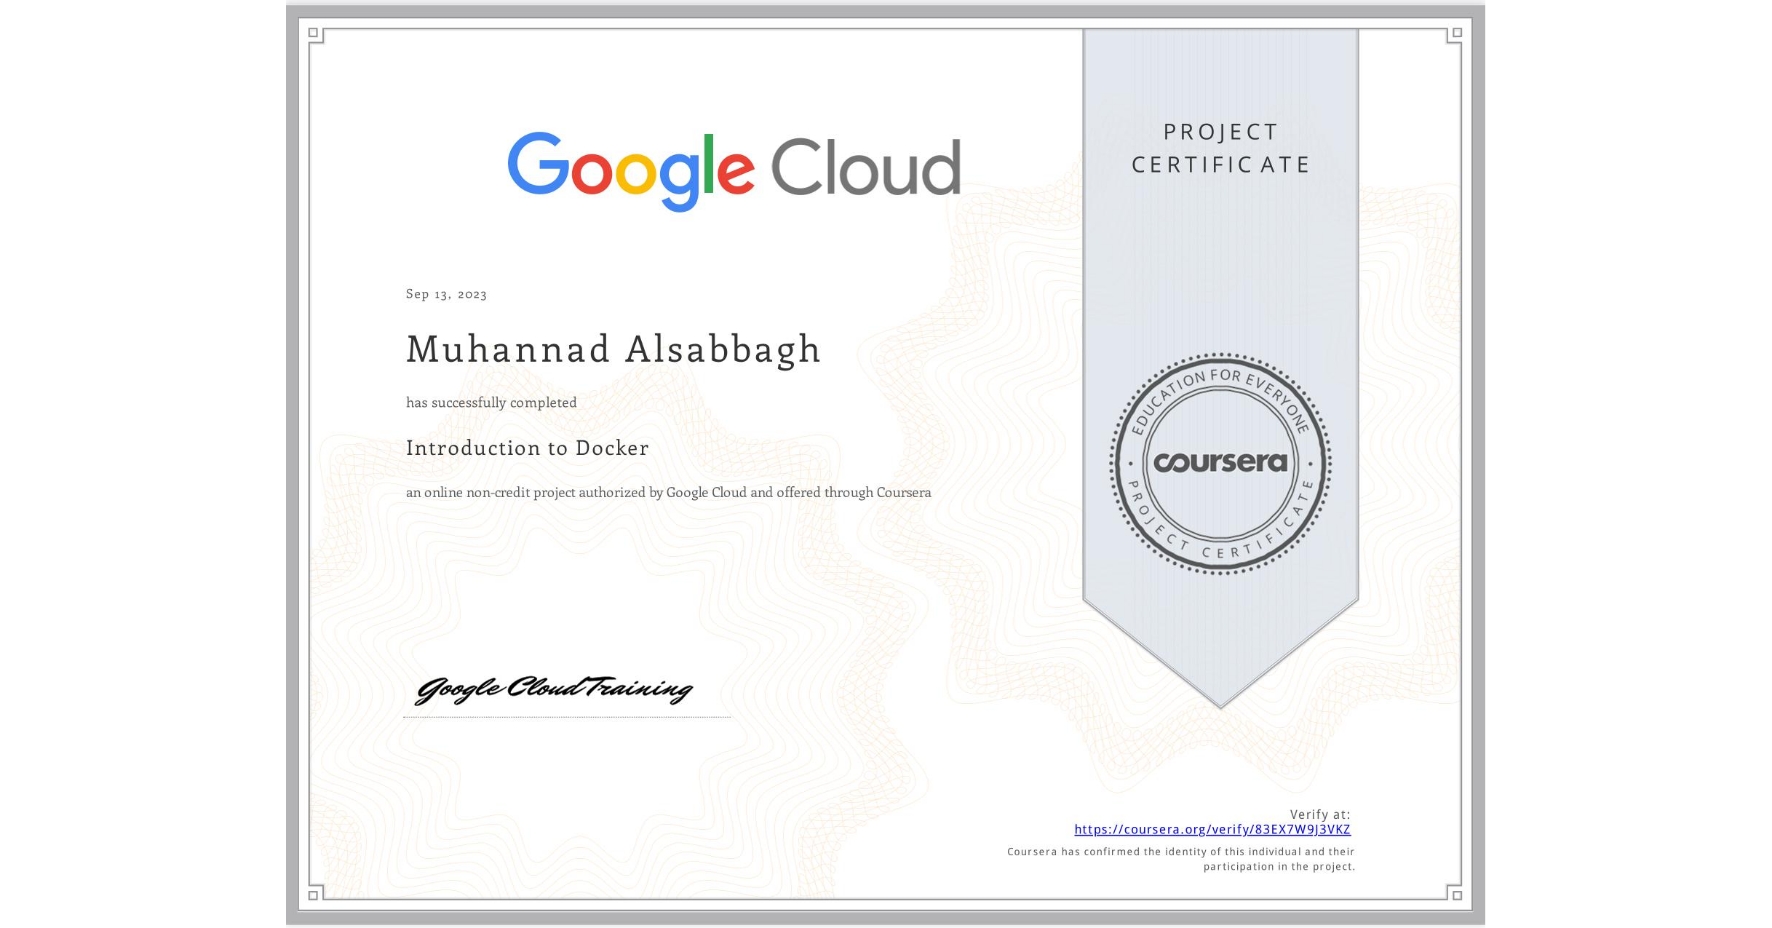 Google Cloud
PROJECT
CERTIFICATE
Sep 13, 2023
Muhannad Alsabbagh
has successfully completed
Introduction to Docker
an online non-credit project authorized by Google Cloud and offered through Coursera
EDUCATION FOR EVERYONE
coursera
PROJECT CERTIFICATE
Google Cloud Training
Verify at:
https://coursera.org/verify/83EX7W9J3VKZ
Coursera has confirmed the identity of this individual and their
participation in the project.